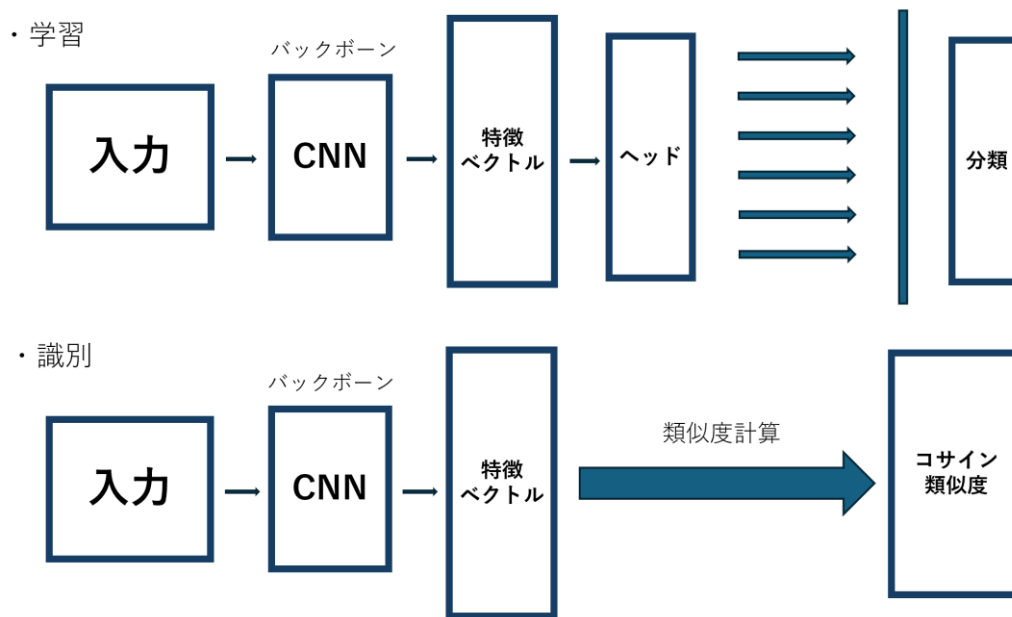 ・学習
バックボーン
入力
CNN
特徴
ベクトル
ヘッド
分類
・識別
バックボーン
入力
CNN
特徴
ベクトル
類似度計算
コサイン
類似度